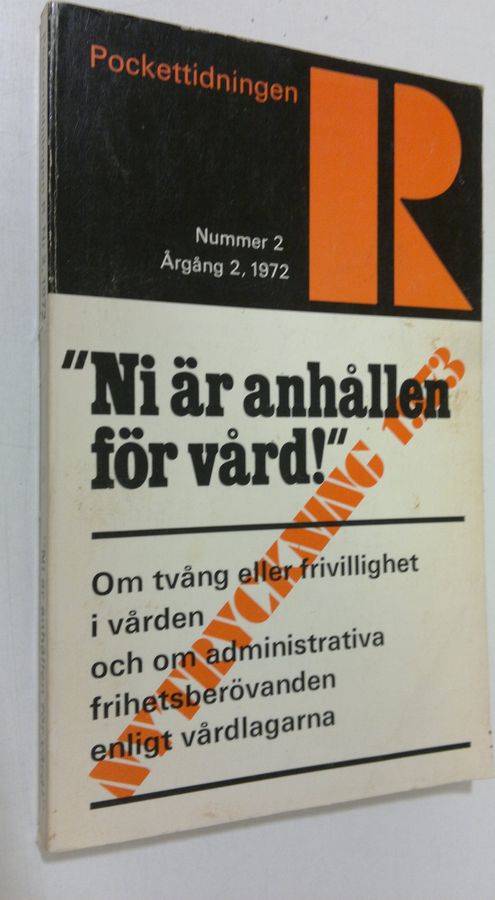 Pockettidningen
R
Nummer 2
Årgång 2, 1972
"Ni är anhållen
för vård!"
NYTRYCKNING 1973
Om tvång eller frivillighet
i vården
och om administrativa
frihetsberövanden
enligt vårdlagarna